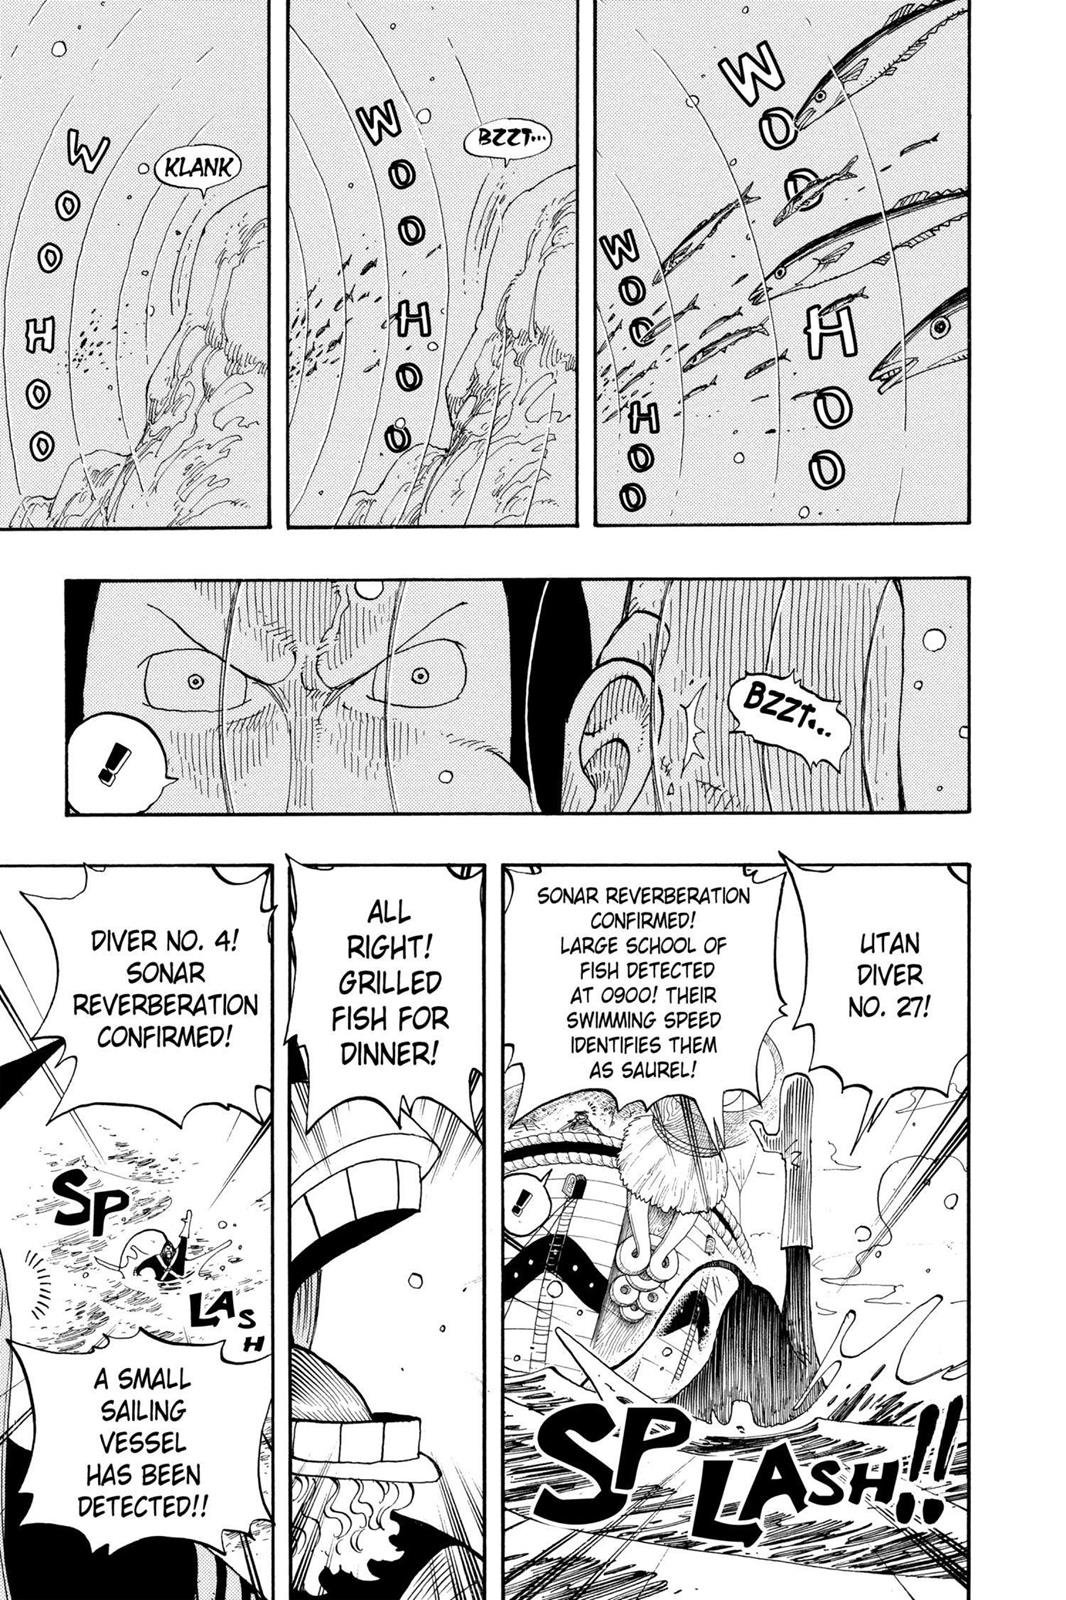 WOOHOO
WOOHOO
BZZT...
WOOHOO
KLANK
WOOHOO
BZZT...
!
UTAN
DIVER
NO. 27!
SONAR REVERBERATION
CONFIRMED!
LARGE SCHOOL OF
FISH DETECTED
AT 0900! THEIR
SWIMMING SPEED
IDENTIFIES THEM
AS SAUREL!
!
SPLASH!!
ALL
RIGHT!
GRILLED
FISH FOR
DINNER!
DIVER NO. 4!
SONAR
REVERBERATION
CONFIRMED!
SPLASH
A SMALL
SAILING
VESSEL
HAS BEEN
DETECTED!!